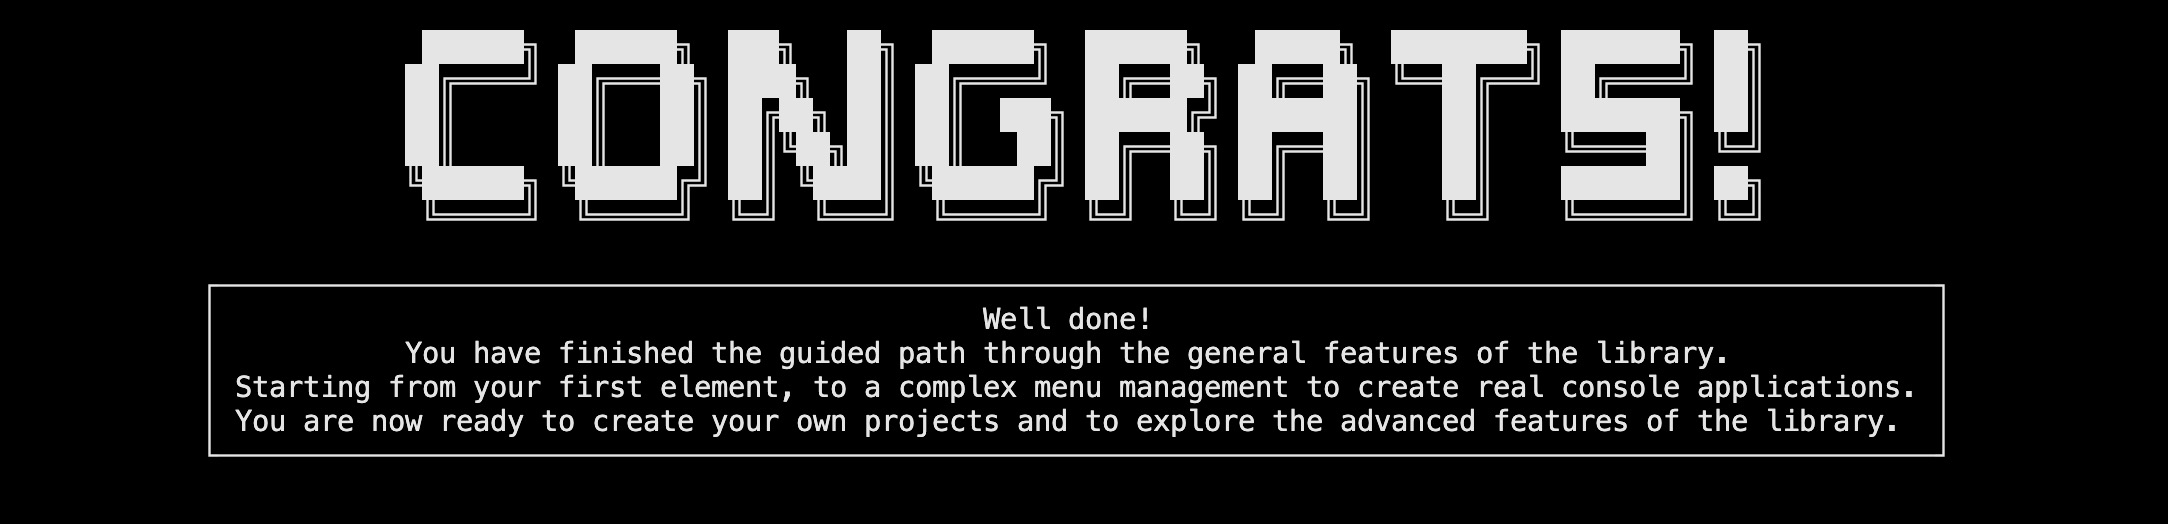 CONGRATS!
Well done!
You have finished the guided path through the general features of the library.
Starting from your first element, to a complex menu management to create real console applications.
You are now ready to create your own projects and to explore the advanced features of the library.